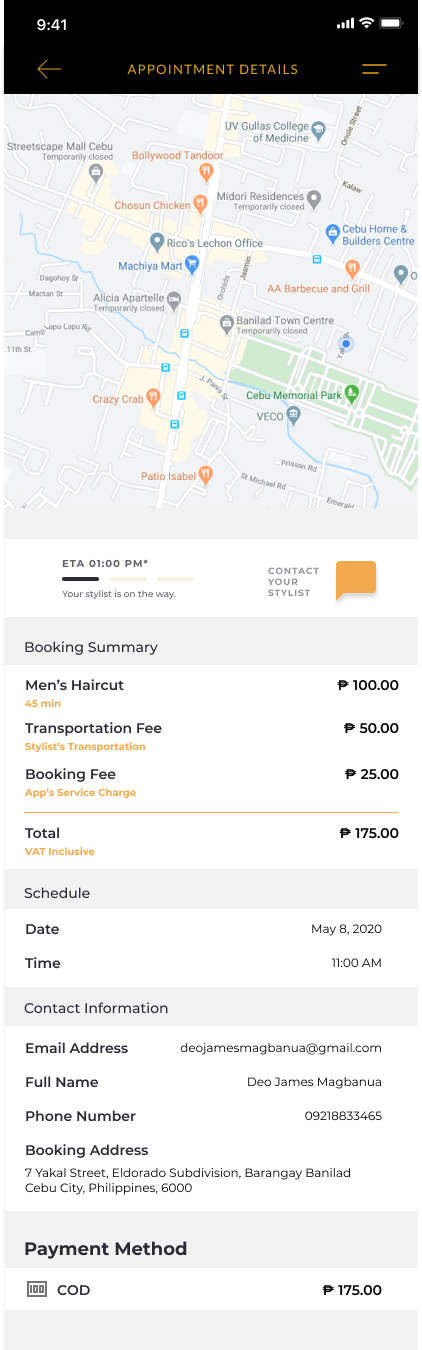 9:41
APPOINTMENT DETAILS
UV Gullas College
of Medicine
Oriole Street
Streetscape Mall Cebu
Temporarily closed
Bollywood Tandoor
Kalaw
Midori Residences
Temporarily closed
Chosun Chicken
Cebu Home &
Builders Centre
Rico's Lechon Office
Machiya Mart
Jasmin
Dagohoy St
Orchids
AA Barbecue and Grill
O
Mactan St
Alicia Apartelle
Temporarily closed
Banilad Town Centre
Temporarily closed
Lapu-Lapu Rd
11th St
J. Panis St
Cebu Memorial Park
Crazy Crab
VECO
Prissan Rd
Patio Isabel
St Michael Rd
Emerald
ETA 01:00 PM*
Your stylist is on the way.
CONTACT
YOUR
STYLIST
Booking Summary
Men's Haircut ₱ 100.00
45 min
Transportation Fee ₱ 50.00
Stylist's Transportation
Booking Fee ₱ 25.00
App's Service Charge
Total ₱ 175.00
VAT Inclusive
Schedule
Date May 8, 2020
Time 11:00 AM
Contact Information
Email Address deojamesmagbanua@gmail.com
Full Name Deo James Magbanua
Phone Number 09218833465
Booking Address
7 Yakal Street, Eldorado Subdivision, Barangay Banilad
Cebu City, Philippines, 6000
Payment Method
COD ₱ 175.00